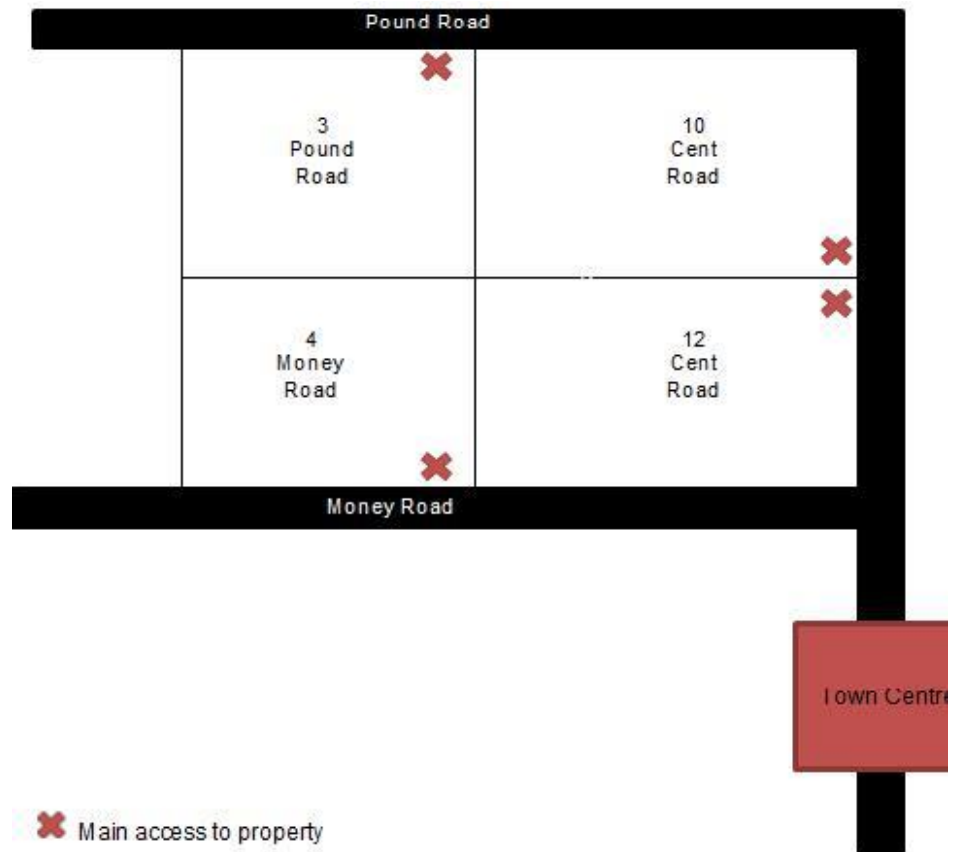 Pound Road
3
Pound
Road
10
Cent
Road
4
Money
Road
12
Cent
Road
Money Road
Town Centre
Main access to property